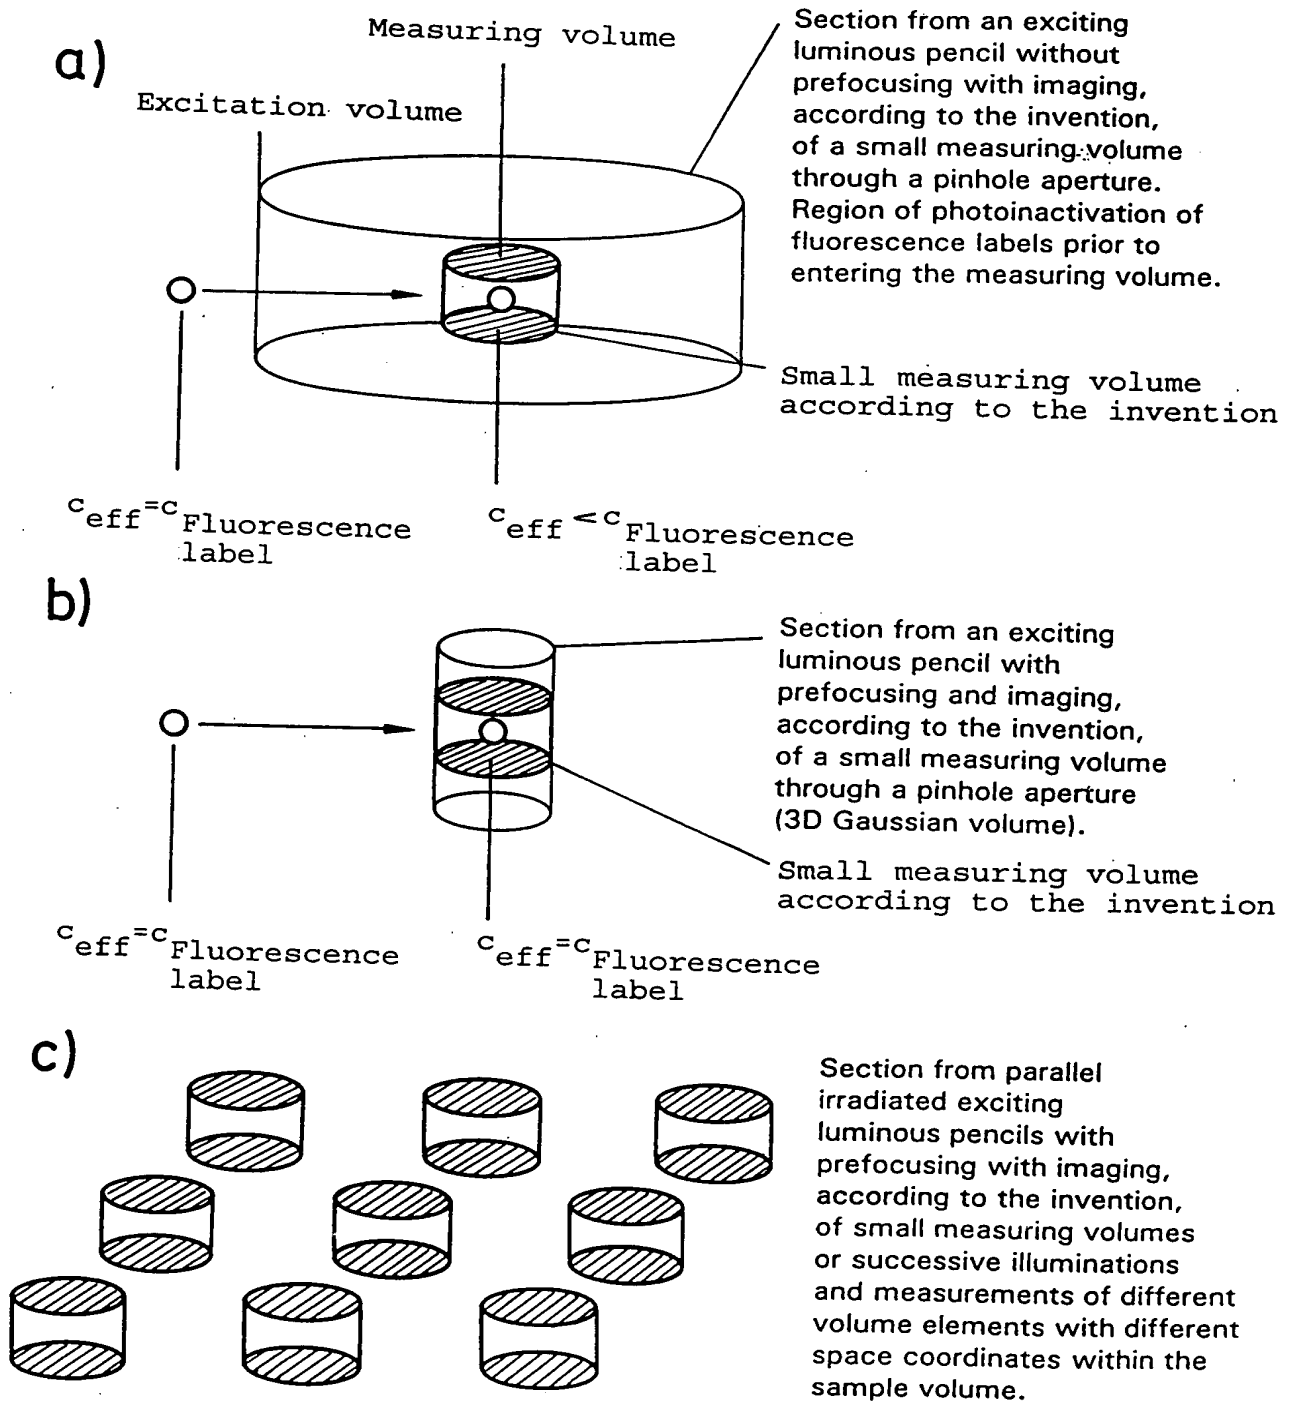 a)
Measuring volume
Excitation volume
Section from an exciting
luminous pencil without
prefocusing with imaging,
according to the invention,
of a small measuring volume
through a pinhole aperture.
Region of photoinactivation of
fluorescence labels prior to
entering the measuring volume.
Small measuring volume
according to the invention
ceff=cFluorescence
label
ceff<cFluorescence
label
b)
Section from an exciting
luminous pencil with
prefocusing and imaging,
according to the invention,
of a small measuring volume
through a pinhole aperture
(3D Gaussian volume).
Small measuring volume
according to the invention
ceff=cFluorescence
label
ceff=cFluorescence
label
c)
Section from parallel
irradiated exciting
luminous pencils with
prefocusing with imaging,
according to the invention,
of small measuring volumes
or successive illuminations
and measurements of different
volume elements with different
space coordinates within the
sample volume.